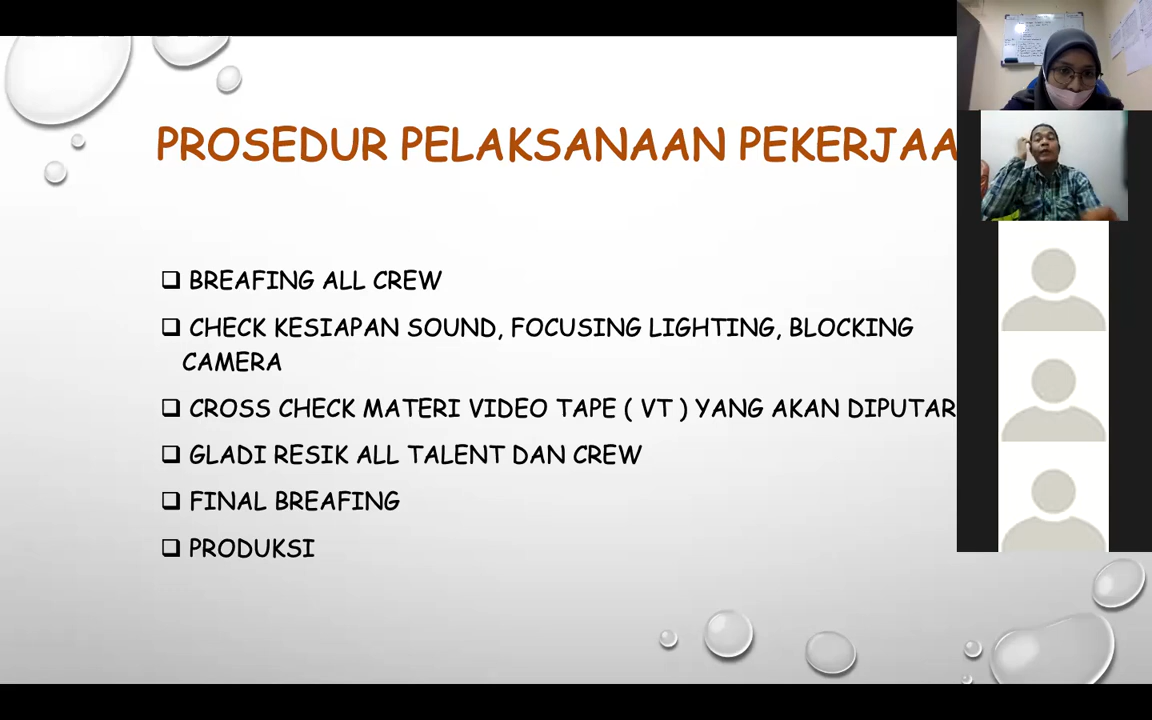 PROSEDUR PELAKSANAAN PEKERJAA
❑ BREAFING ALL CREW
❑ CHECK KESIAPAN SOUND, FOCUSING LIGHTING, BLOCKING
CAMERA
❑ CROSS CHECK MATERI VIDEO TAPE ( VT ) YANG AKAN DIPUTAR
❑ GLADI RESIK ALL TALENT DAN CREW
❑ FINAL BREAFING
❑ PRODUKSI